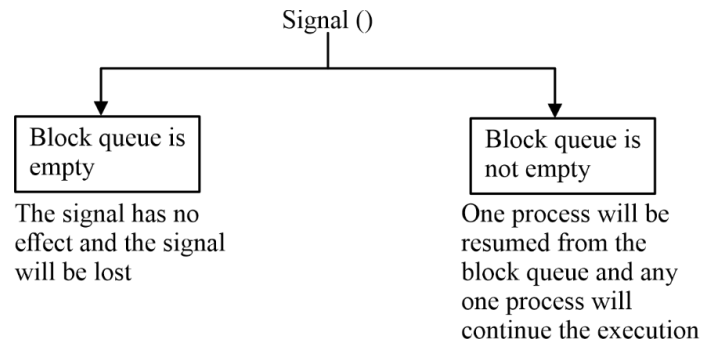 Signal ()
Block queue is
empty
The signal has no
effect and the signal
will be lost
Block queue is
not empty
One process will be
resumed from the
block queue and any
one process will
continue the execution